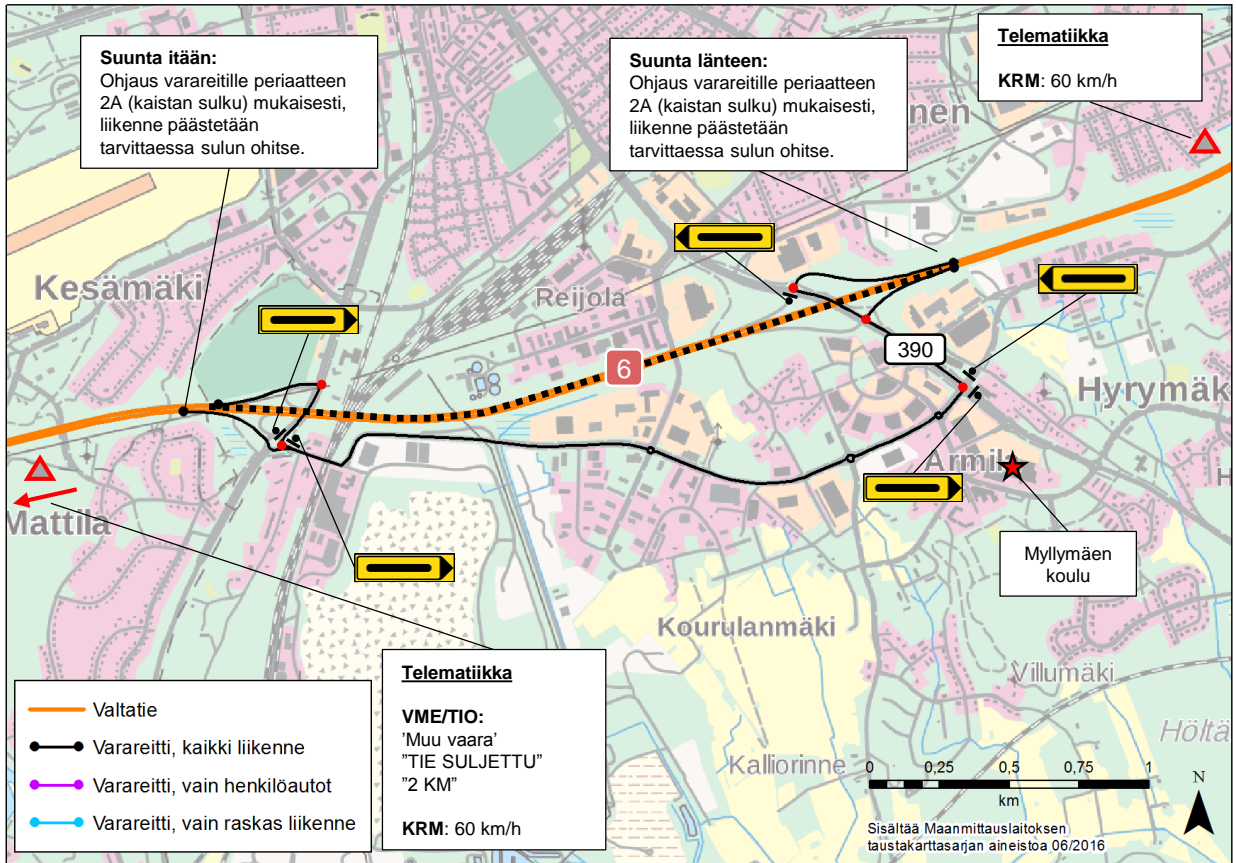 Suunta itään:
Ohjaus varareitille periaatteen
2A (kaistan sulku) mukaisesti,
liikenne päästetään
tarvittaessa sulun ohitse.
Suunta länteen:
Ohjaus varareitille periaatteen
2A (kaistan sulku) mukaisesti,
liikenne päästetään
tarvittaessa sulun ohitse.
Telematiikka
KRM: 60 km/h
nen
Kesämäki
Reijola
6
390
Hyrymäk
Armila
H
Mattila
Myllymäen
koulu
Kourulanmäki
Villumäki
Höltä
Kalliorinne
Telematiikka
VME/TIO:
'Muu vaara'
"TIE SULJETTU"
"2 KM"
KRM: 60 km/h
Valtatie
Varareitti, kaikki liikenne
Varareitti, vain henkilöautot
Varareitti, vain raskas liikenne
0 0,25 0,5 0,75 1
km
N
Sisältää Maanmittauslaitoksen
taustakarttasarjan aineistoa 06/2016